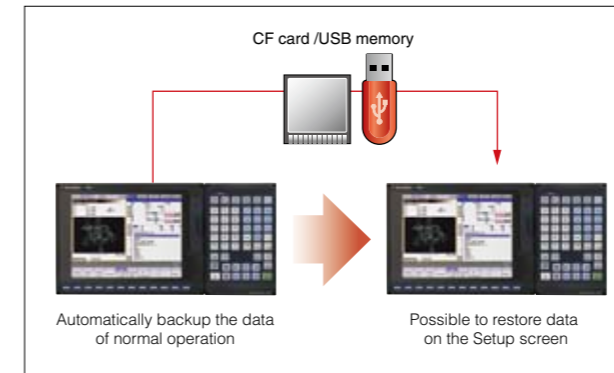 CF card /USB memory
Automatically backup the data
of normal operation
Possible to restore data
on the Setup screen